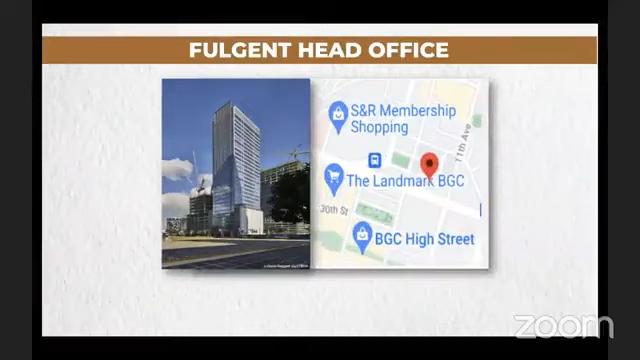 FULGENT HEAD OFFICE
S&R Membership
Shopping
11th Ave
The Landmark BGC
30th St
BGC High Street
zoom